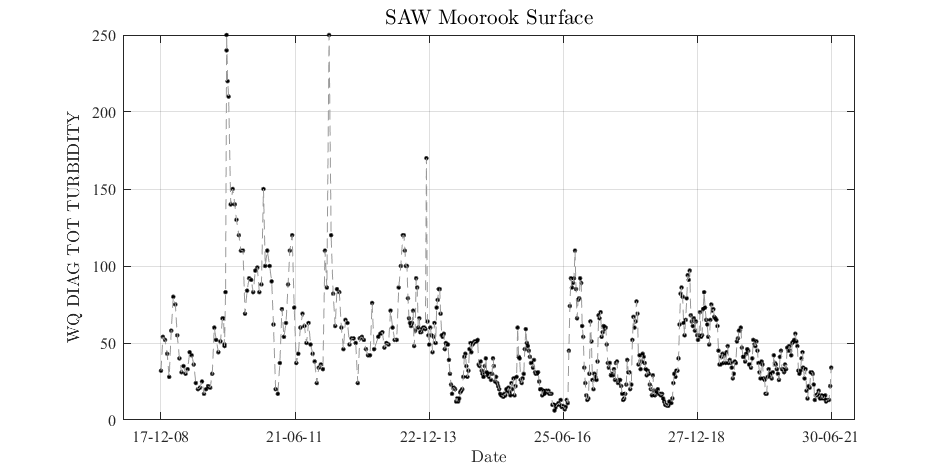 SAW Moorook Surface
250
200
150
100
50
0
WQ DIAG TOT TURBIDITY
17-12-08 21-06-11 22-12-13 25-06-16 27-12-18 30-06-21
Date